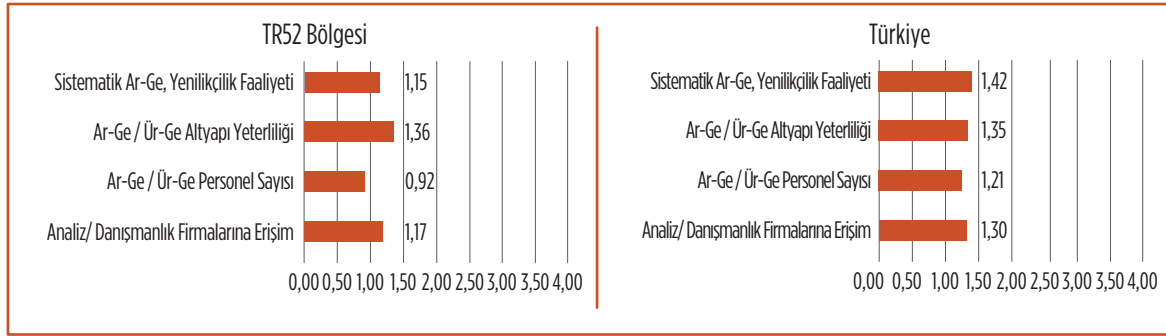 TR52 Bölgesi
Sistematik Ar-Ge, Yenilikçilik Faaliyeti 1,15
Ar-Ge / Ür-Ge Altyapı Yeterliliği 1,36
Ar-Ge / Ür-Ge Personel Sayısı 0,92
Analiz/ Danışmanlık Firmalarına Erişim 1,17
0,00 0,50 1,00 1,50 2,00 2,50 3,00 3,50 4,00
Türkiye
Sistematik Ar-Ge, Yenilikçilik Faaliyeti 1,42
Ar-Ge / Ür-Ge Altyapı Yeterliliği 1,35
Ar-Ge / Ür-Ge Personel Sayısı 1,21
Analiz/ Danışmanlık Firmalarına Erişim 1,30
0,00 0,50 1,00 1,50 2,00 2,50 3,00 3,50 4,00